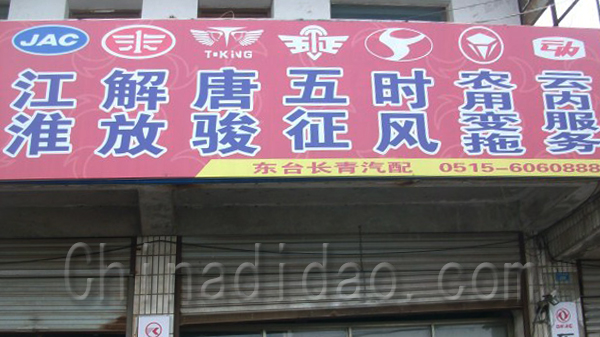 JAC
T·KING
江淮
解放
唐骏
五征
时风
农用变拖
云内服务
东台长青汽配 0515-6060888
Chinadidao.com